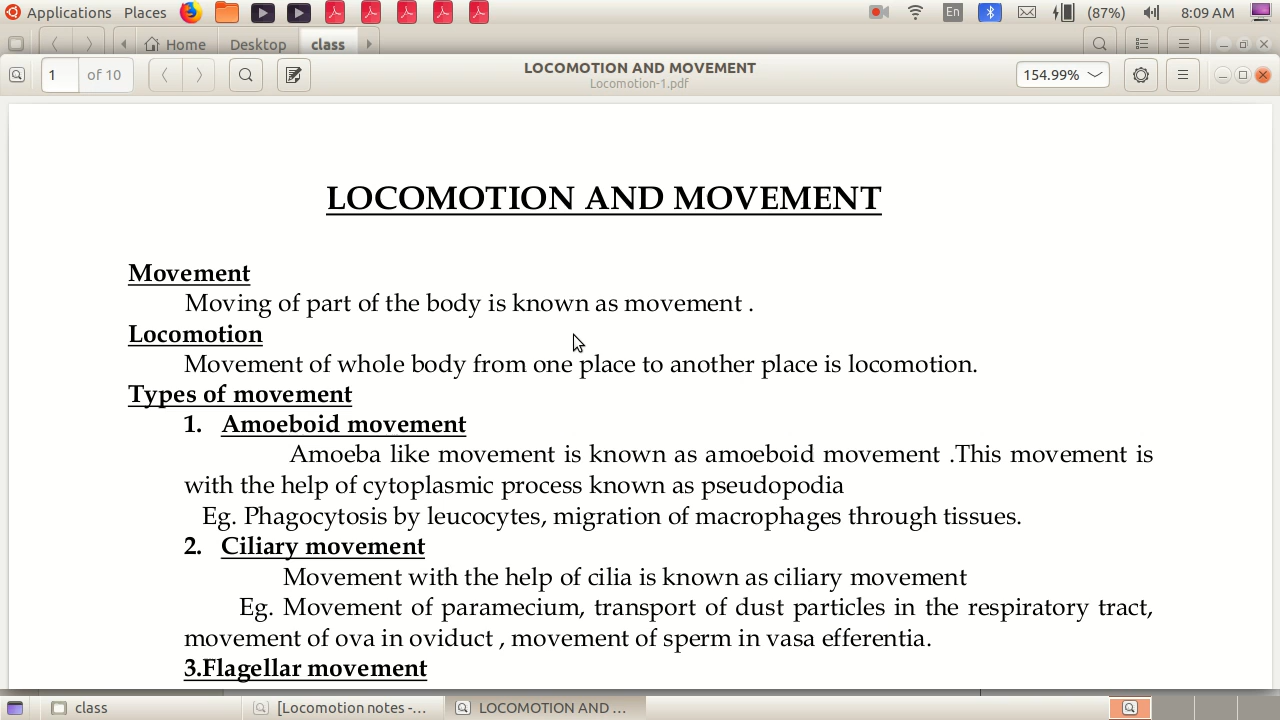 Applications Places En (87%) 8:09 AM
Home Desktop class
1 of 10 LOCOMOTION AND MOVEMENT 154.99%
Locomotion-1.pdf
LOCOMOTION AND MOVEMENT
Movement
Moving of part of the body is known as movement .
Locomotion
Movement of whole body from one place to another place is locomotion.
Types of movement
1. Amoeboid movement
Amoeba like movement is known as amoeboid movement .This movement is
with the help of cytoplasmic process known as pseudopodia
Eg. Phagocytosis by leucocytes, migration of macrophages through tissues.
2. Ciliary movement
Movement with the help of cilia is known as ciliary movement
Eg. Movement of paramecium, transport of dust particles in the respiratory tract,
movement of ova in oviduct , movement of sperm in vasa efferentia.
3.Flagellar movement
class [Locomotion notes -... LOCOMOTION AND ...